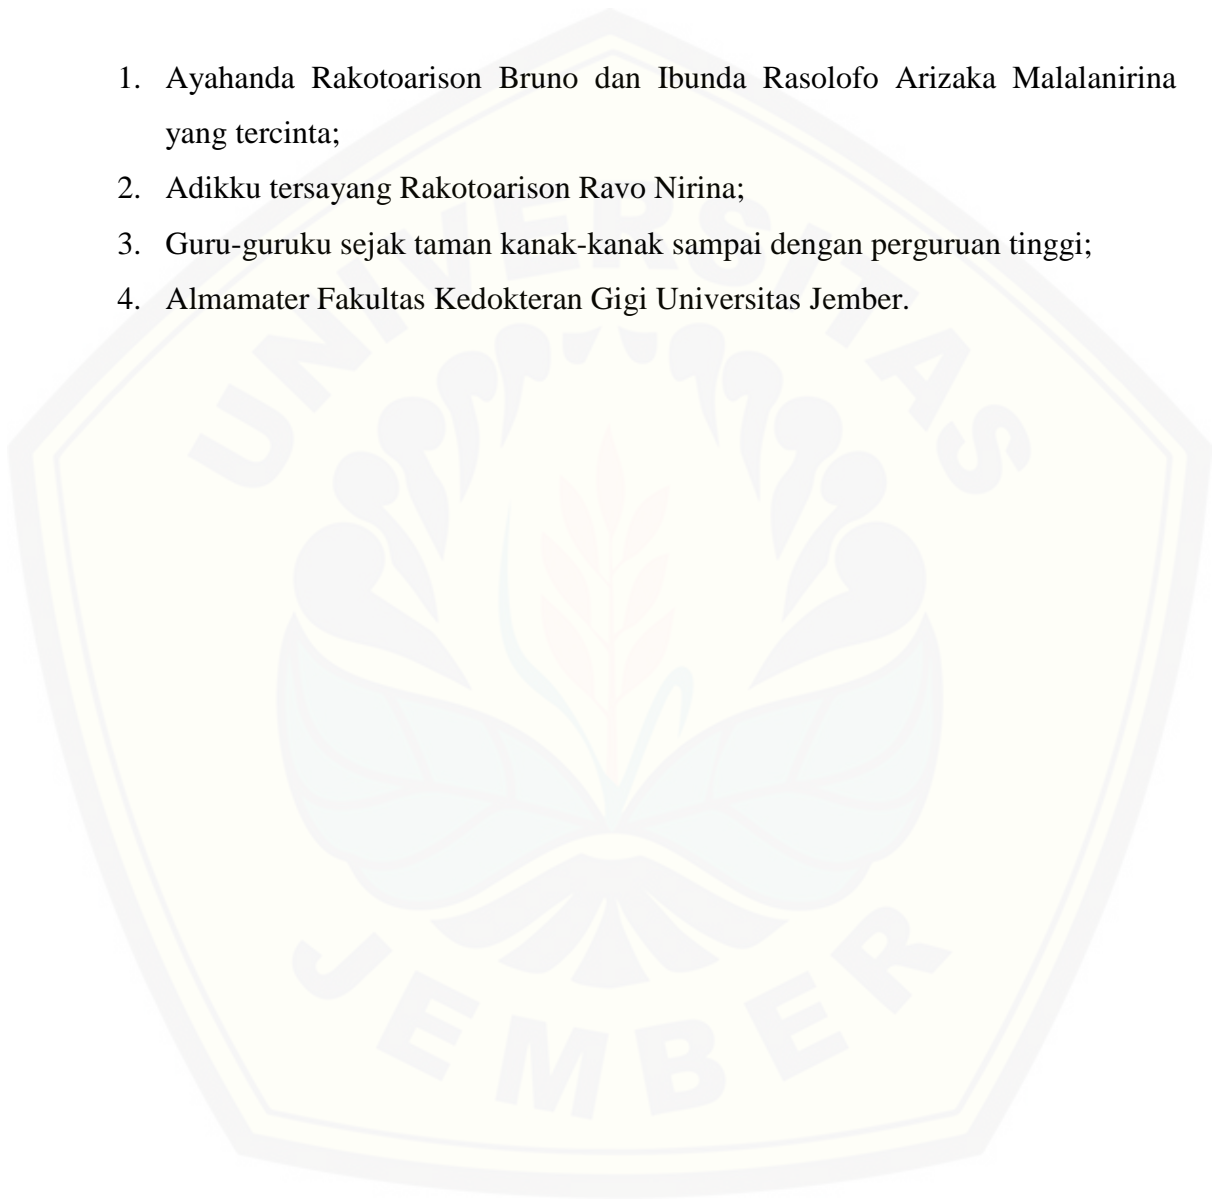 1. Ayahanda Rakotoarison Bruno dan Ibunda Rasolofo Arizaka Malalanirina
yang tercinta;
2. Adikku tersayang Rakotoarison Ravo Nirina;
3. Guru-guruku sejak taman kanak-kanak sampai dengan perguruan tinggi;
4. Almamater Fakultas Kedokteran Gigi Universitas Jember.
UNIVERSITAS
JEMBER